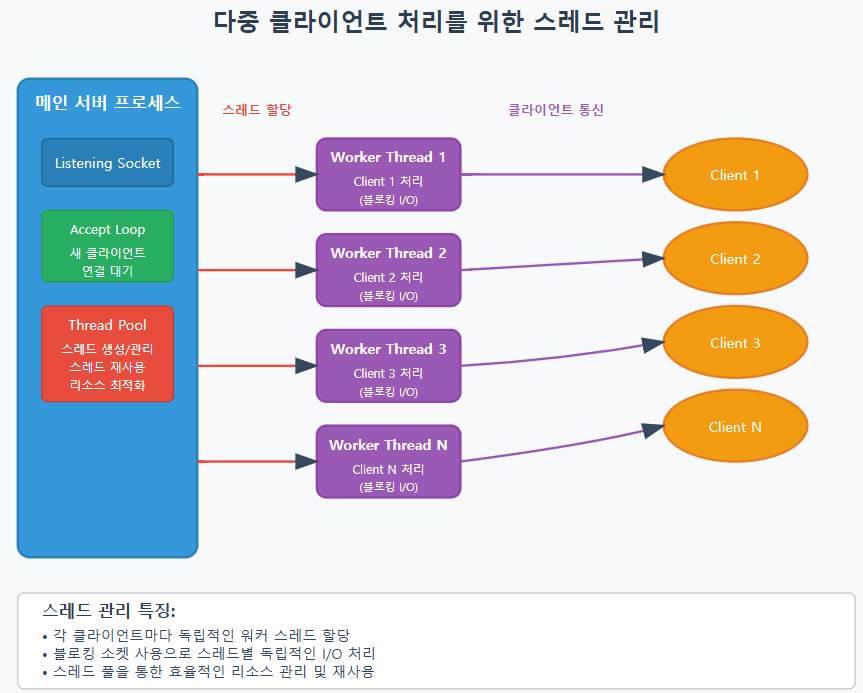 다중 클라이언트 처리를 위한 스레드 관리
메인 서버 프로세스
Listening Socket
Accept Loop
새 클라이언트
연결 대기
Thread Pool
스레드 생성/관리
스레드 재사용
리소스 최적화
스레드 할당
클라이언트 통신
Worker Thread 1
Client 1 처리
(블로킹 I/O)
Worker Thread 2
Client 2 처리
(블로킹 I/O)
Worker Thread 3
Client 3 처리
(블로킹 I/O)
Worker Thread N
Client N 처리
(블로킹 I/O)
Client 1
Client 2
Client 3
Client N
스레드 관리 특징:
• 각 클라이언트마다 독립적인 워커 스레드 할당
• 블로킹 소켓 사용으로 스레드별 독립적인 I/O 처리
• 스레드 풀을 통한 효율적인 리소스 관리 및 재사용